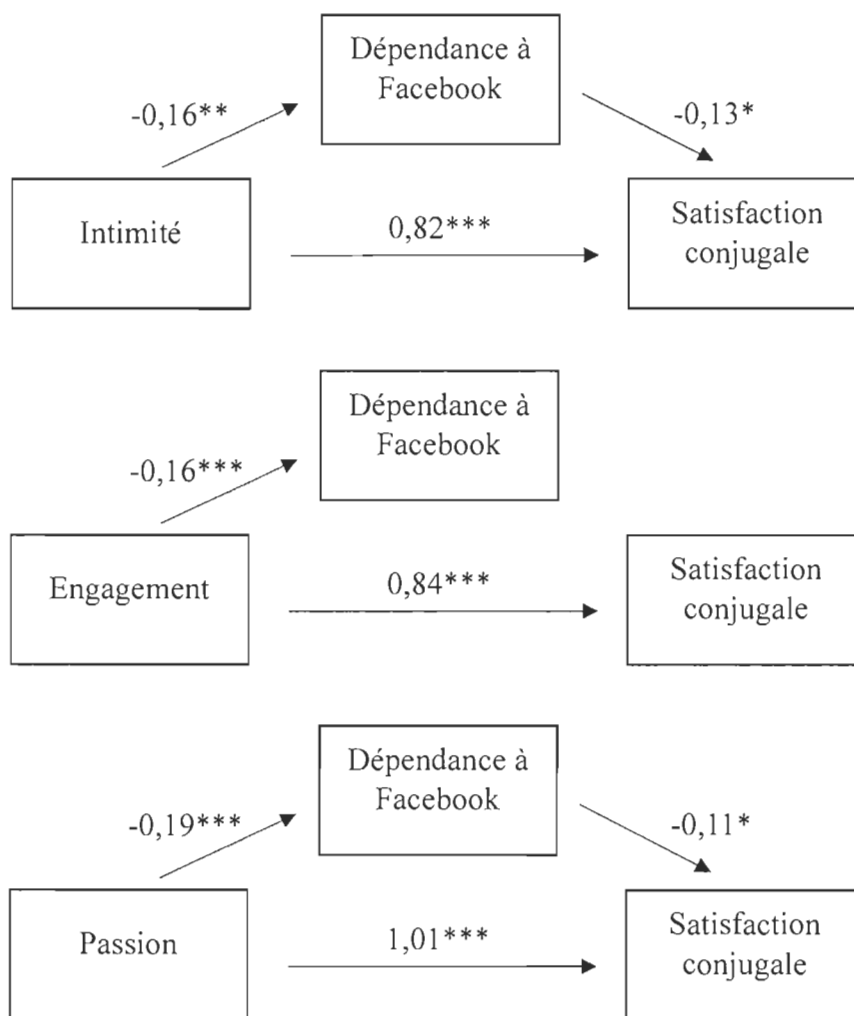 Dépendance à
Facebook
-0,16**
-0,13*
Intimité
0,82***
Satisfaction
conjugale
Dépendance à
Facebook
-0,16***
Engagement
0,84***
Satisfaction
conjugale
Dépendance à
Facebook
-0,19***
-0,11*
Passion
1,01***
Satisfaction
conjugale